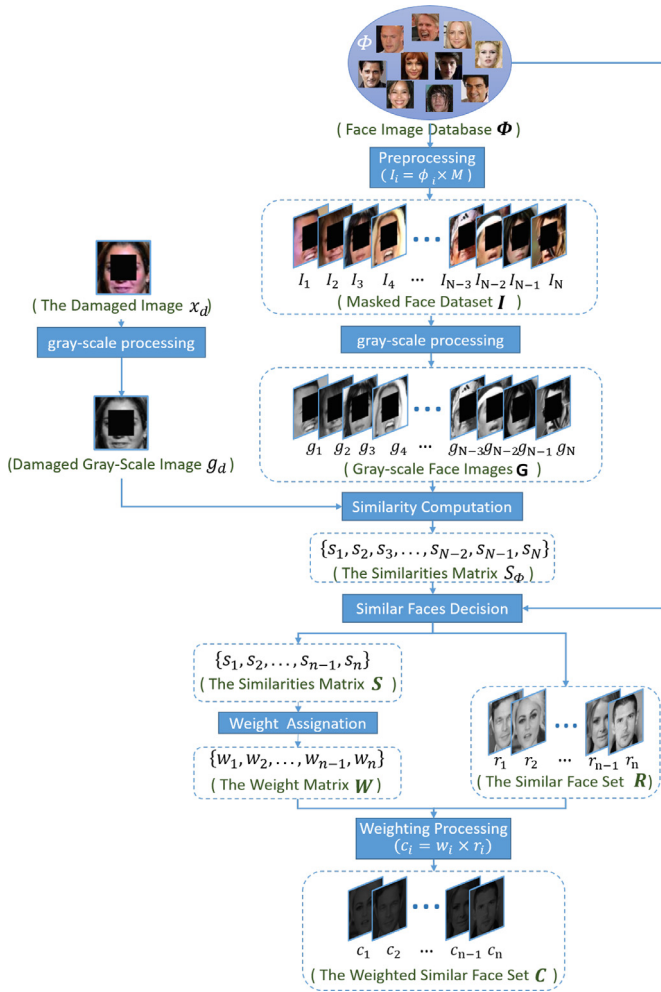 Φ
( Face Image Database Φ )
Preprocessing
( I_i = ϕ_i × M )
I_1 I_2 I_3 I_4 ... I_N−3 I_N−2 I_N−1 I_N
( Masked Face Dataset I )
( The Damaged Image x_d )
gray-scale processing
gray-scale processing
g_1 g_2 g_3 g_4 ... g_N−3 g_N−2 g_N−1 g_N
(Damaged Gray-Scale Image g_d )
( Gray-scale Face Images G )
Similarity Computation
{s_1, s_2, s_3, ..., s_N−2, s_N−1, s_N}
( The Similarities Matrix S_Φ )
Similar Faces Decision
{s_1, s_2, ..., s_n−1, s_n}
( The Similarities Matrix S )
Weight Assignation
{w_1, w_2, ..., w_n−1, w_n}
( The Weight Matrix W )
r_1 r_2 ... r_n−1 r_n
( The Similar Face Set R)
Weighting Processing
(c_i = w_i × r_i)
c_1 c_2 ... c_n−1 c_n
( The Weighted Similar Face Set C )